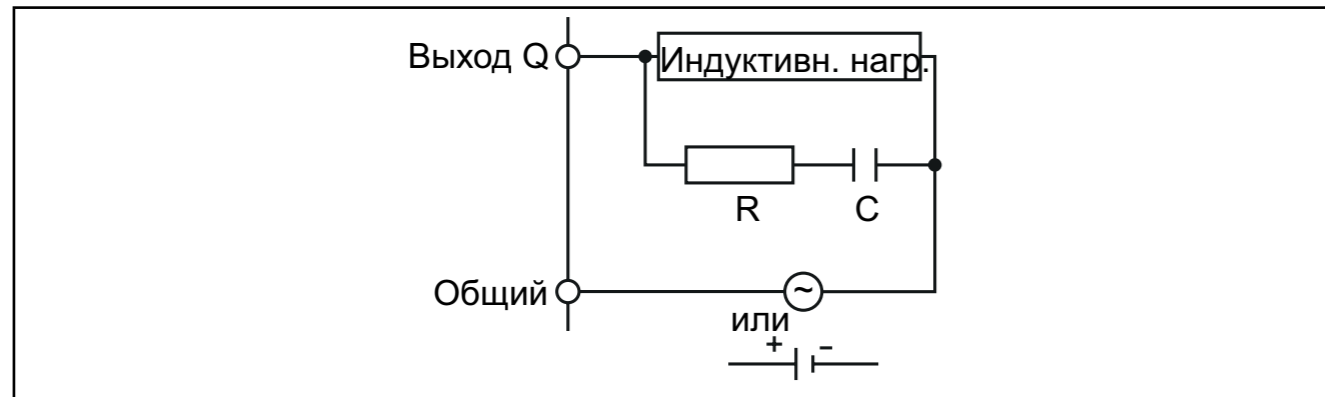 Выход Q
Индуктивн. нагр.
R
C
Общий
~
или
+ –